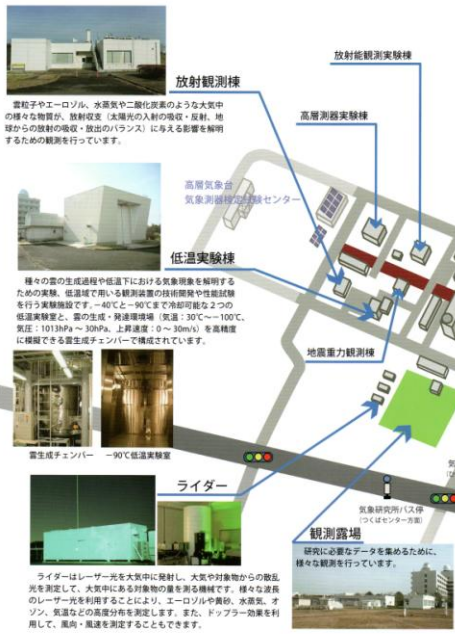 放射観測棟
雲粒子やエーロゾル、水蒸気や二酸化炭素のような大気中
の様々な物質が、放射収支（太陽光の入射の吸収・反射、地
球からの放射の吸収・放出のバランス）に与える影響を解明
するための観測を行っています。
放射能観測実験棟
高層測器実験棟
高層気象台
低温実験棟
種々の雲の生成過程や低温下における気象現象を解明する
ための実験、低温域で用いる観測装置の技術開発や性能試験
を行う実験施設です。－40℃と－90℃まで冷却可能な２つの
低温実験室と、雲の生成・発達環境場（気温：30℃～－100℃、
気圧：1013hPa ～ 30hPa、上昇速度：0 ～ 30m/s）を高精度
に模擬できる雲生成チェンバーで構成されています。
地震重力観測棟
雲生成チェンバー
－90℃低温実験室
ライダー
気象研究所バス停
（つくばセンター方面）
観測露場
研究に必要なデータを集めるために、
様々な観測を行っています。
ライダーはレーザー光を大気中に発射し、大気や対象物からの散乱
光を測定して、大気中にある対象物の量を測る機械です。様々な波長
のレーザー光を利用することにより、エーロゾルや黄砂、水蒸気、オ
ゾン、気温などの高度分布を測定します。また、ドップラー効果を利
用して、風向・風速を測定することもできます。